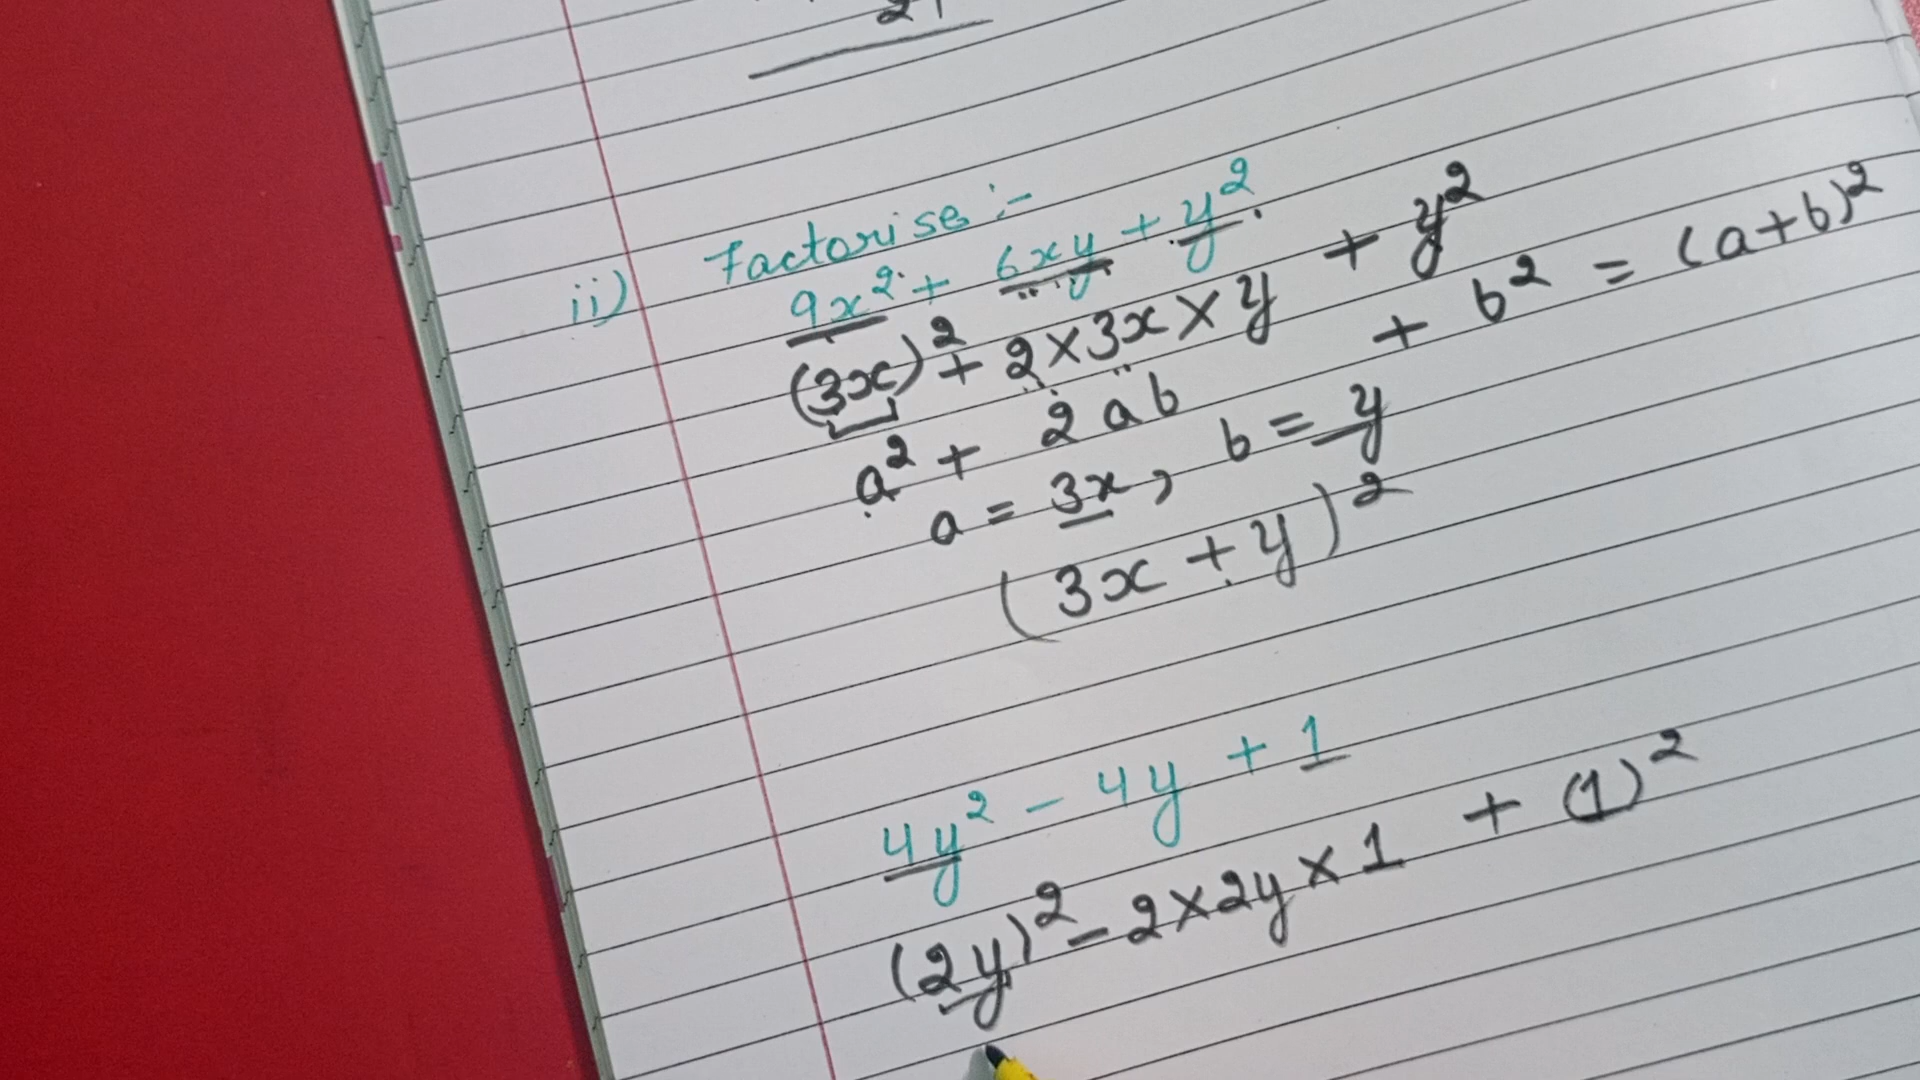 ii) Factorise :-
9x² + 6xy + y²
(3x)² + 2×3x×y + y²
a² + 2ab + b² = (a+b)²
a = 3x, b = y
(3x + y)²
4y² - 4y + 1
(2y)² - 2×2y×1 + (1)²